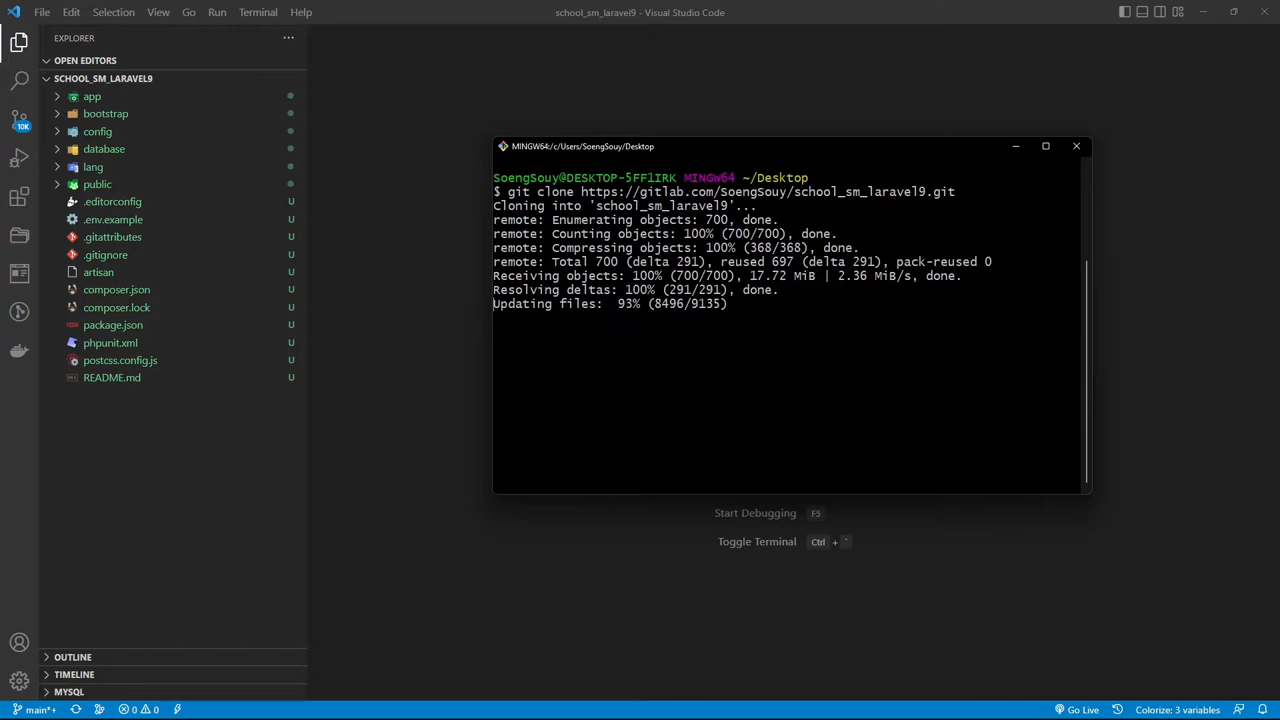 File Edit Selection View Go Run Terminal Help
school_sm_laravel9 - Visual Studio Code
EXPLORER
OPEN EDITORS
SCHOOL_SM_LARAVEL9
app
bootstrap
config
database
lang
public
.editorconfig U
.env.example U
.gitattributes U
.gitignore U
artisan U
composer.json U
composer.lock U
package.json U
phpunit.xml U
postcss.config.js U
README.md U
10K
MINGW64:/c/Users/SoengSouy/Desktop
SoengSouy@DESKTOP-5FFlIRK MINGW64 ~/Desktop
$ git clone https://gitlab.com/SoengSouy/school_sm_laravel9.git
Cloning into 'school_sm_laravel9'...
remote: Enumerating objects: 700, done.
remote: Counting objects: 100% (700/700), done.
remote: Compressing objects: 100% (368/368), done.
remote: Total 700 (delta 291), reused 697 (delta 291), pack-reused 0
Receiving objects: 100% (700/700), 17.72 MiB | 2.36 MiB/s, done.
Resolving deltas: 100% (291/291), done.
Updating files:  93% (8496/9135)
Start Debugging F5
Toggle Terminal Ctrl + `
OUTLINE
TIMELINE
MYSQL
main*+ 0 0
Go Live
Colorize: 3 variables